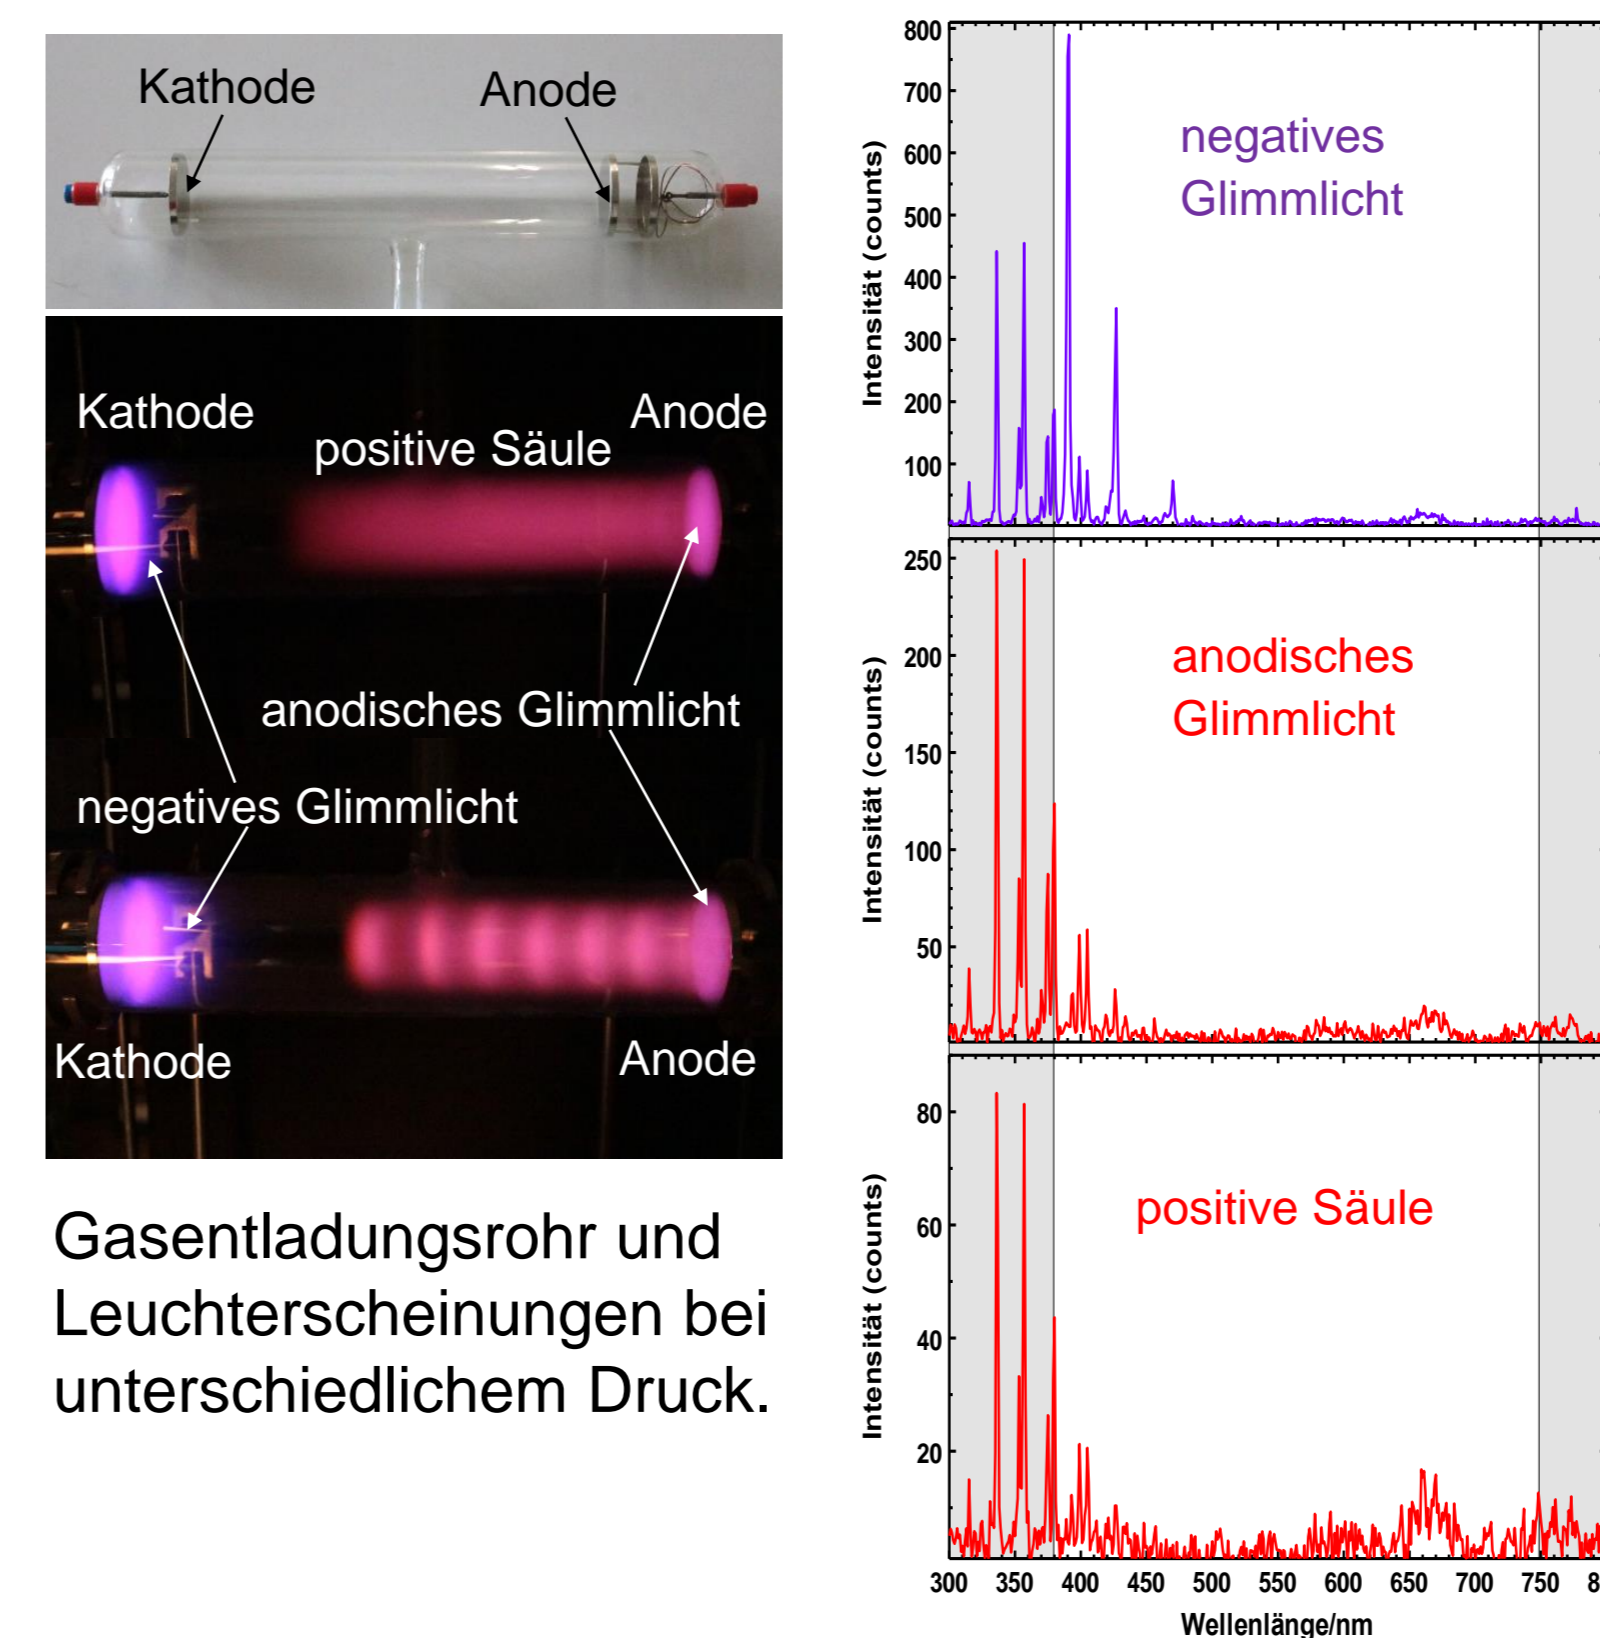 Kathode
Anode
Kathode
Anode
positive Säule
anodisches Glimmlicht
negatives Glimmlicht
Kathode
Anode
Gasentladungsrohr und
Leuchterscheinungen bei
unterschiedlichem Druck.
800
700
600
500
400
300
200
100
Intensität (counts)
negatives
Glimmlicht
250
200
150
100
50
Intensität (counts)
anodisches
Glimmlicht
80
60
40
20
Intensität (counts)
positive Säule
300 350 400 450 500 550 600 650 700 750
Wellenlänge/nm